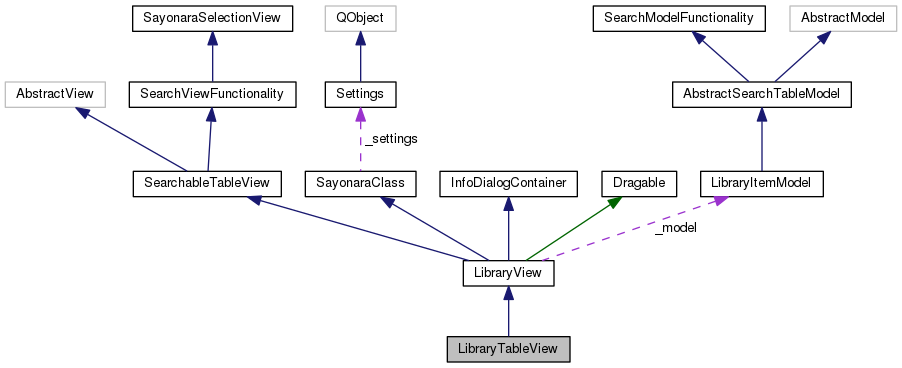 SayonaraSelectionView
QObject
SearchModelFunctionality
AbstractModel
AbstractView
SearchViewFunctionality
Settings
AbstractSearchTableModel
_settings
SearchableTableView
SayonaraClass
InfoDialogContainer
Dragable
LibraryItemModel
_model
LibraryView
LibraryTableView